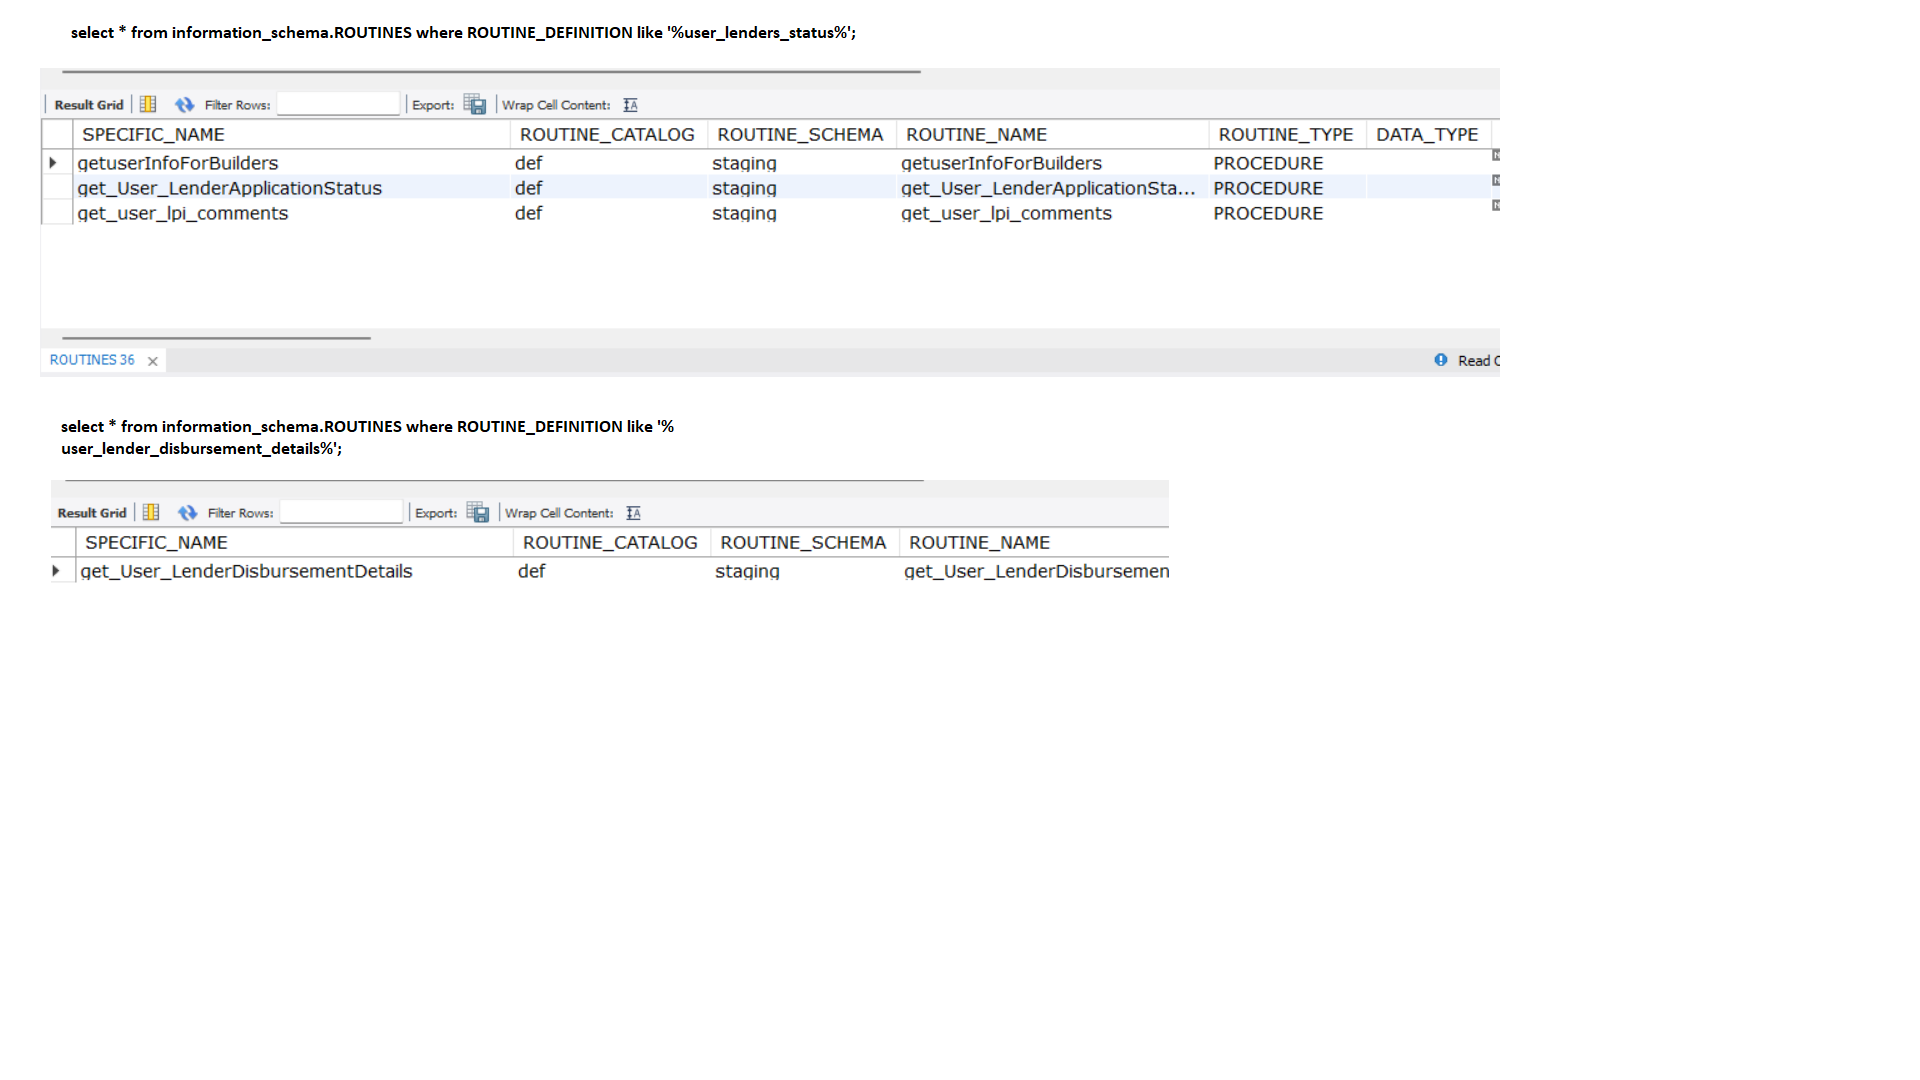 select * from information_schema.ROUTINES where ROUTINE_DEFINITION like '%user_lenders_status%';
Result Grid Filter Rows: Export: Wrap Cell Content:
SPECIFIC_NAME ROUTINE_CATALOG ROUTINE_SCHEMA ROUTINE_NAME ROUTINE_TYPE DATA_TYPE
getuserInfoForBuilders def staging getuserInfoForBuilders PROCEDURE
get_User_LenderApplicationStatus def staging get_User_LenderApplicationSta... PROCEDURE
get_user_lpi_comments def staging get_user_lpi_comments PROCEDURE
ROUTINES 36 Read
select * from information_schema.ROUTINES where ROUTINE_DEFINITION like '%
user_lender_disbursement_details%';
Result Grid Filter Rows: Export: Wrap Cell Content:
SPECIFIC_NAME ROUTINE_CATALOG ROUTINE_SCHEMA ROUTINE_NAME
get_User_LenderDisbursementDetails def staging get_User_LenderDisbursemen